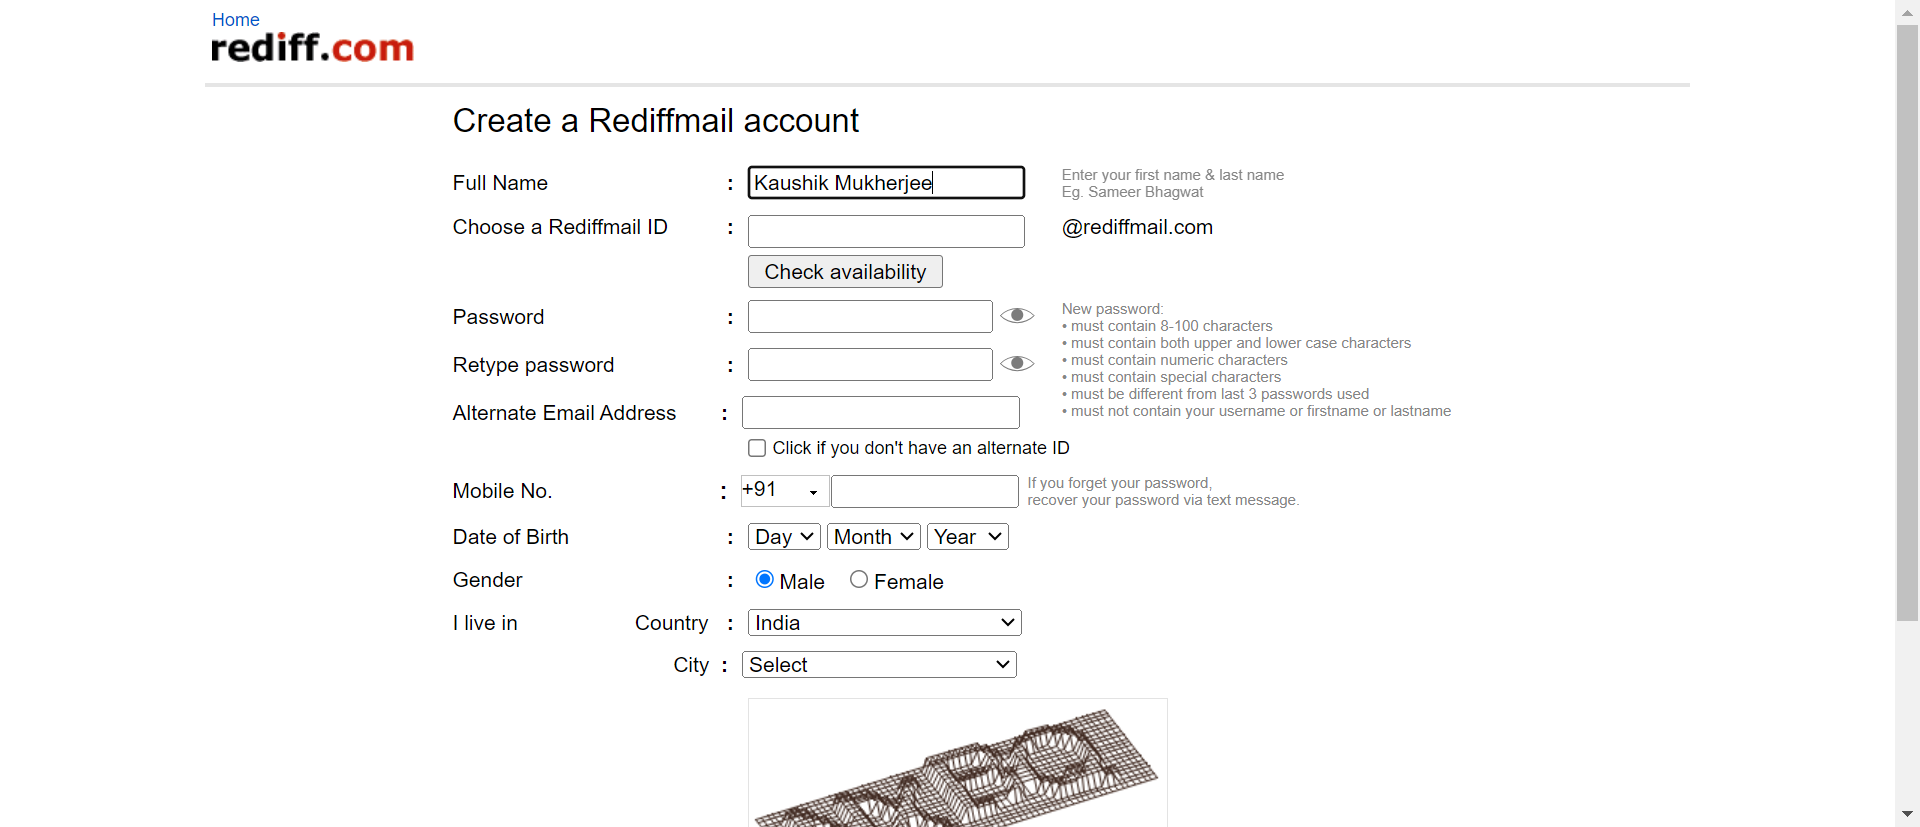 Home
rediff.com
Create a Rediffmail account
Full Name : Kaushik Mukherjee
Enter your first name & last name
Eg. Sameer Bhagwat
Choose a Rediffmail ID : @rediffmail.com
Check availability
Password :
Retype password :
New password:
• must contain 8-100 characters
• must contain both upper and lower case characters
• must contain numeric characters
• must contain special characters
• must be different from last 3 passwords used
• must not contain your username or firstname or lastname
Alternate Email Address :
Click if you don't have an alternate ID
Mobile No. : +91
If you forget your password,
recover your password via text message.
Date of Birth : Day Month Year
Gender : Male Female
I live in Country : India
City : Select